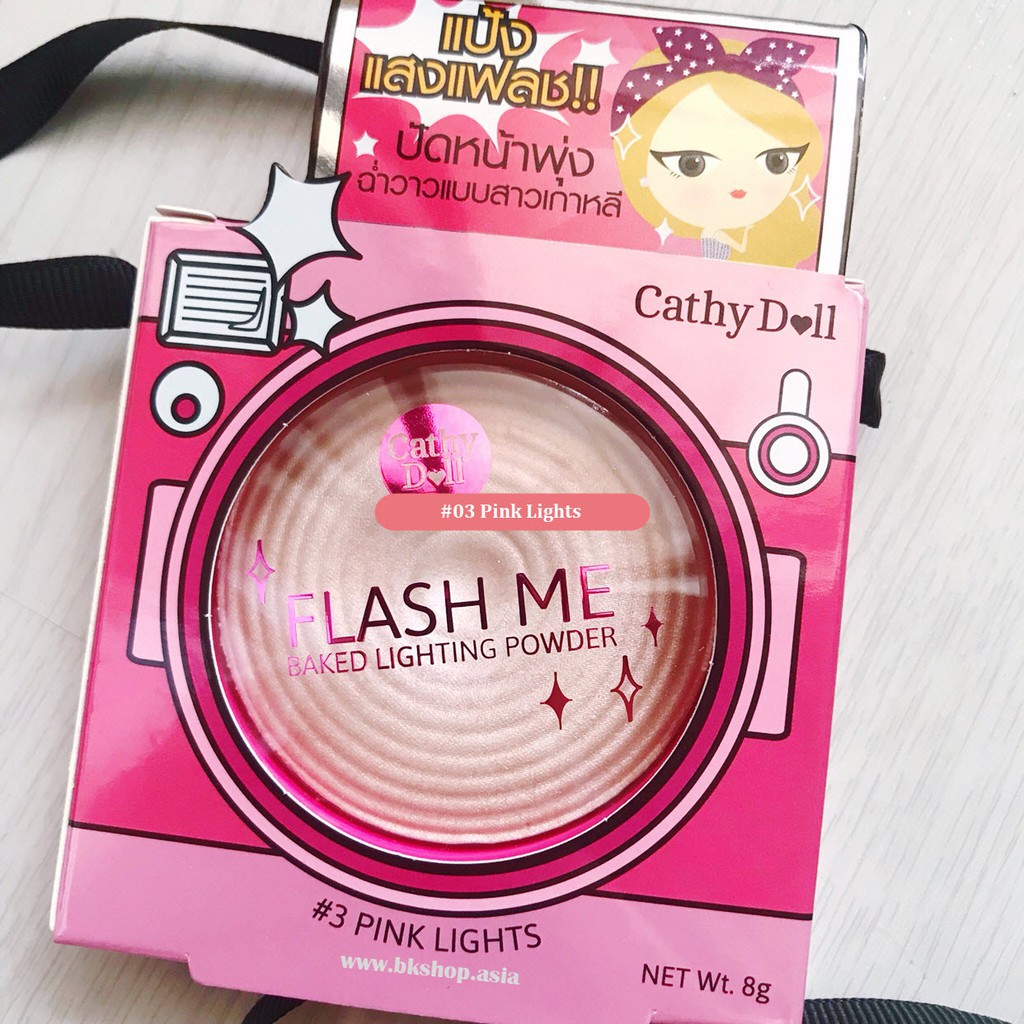 แป้ง
แสงแฟลช!!
ปัดหน้าพุ่ง
ฉ่ำวาวแบบสาวเกาหลี
Cathy Doll
Cathy
Doll
#03 Pink Lights
FLASH ME
BAKED LIGHTING POWDER
#3 PINK LIGHTS
www.bkshop.asia
NET Wt. 8g